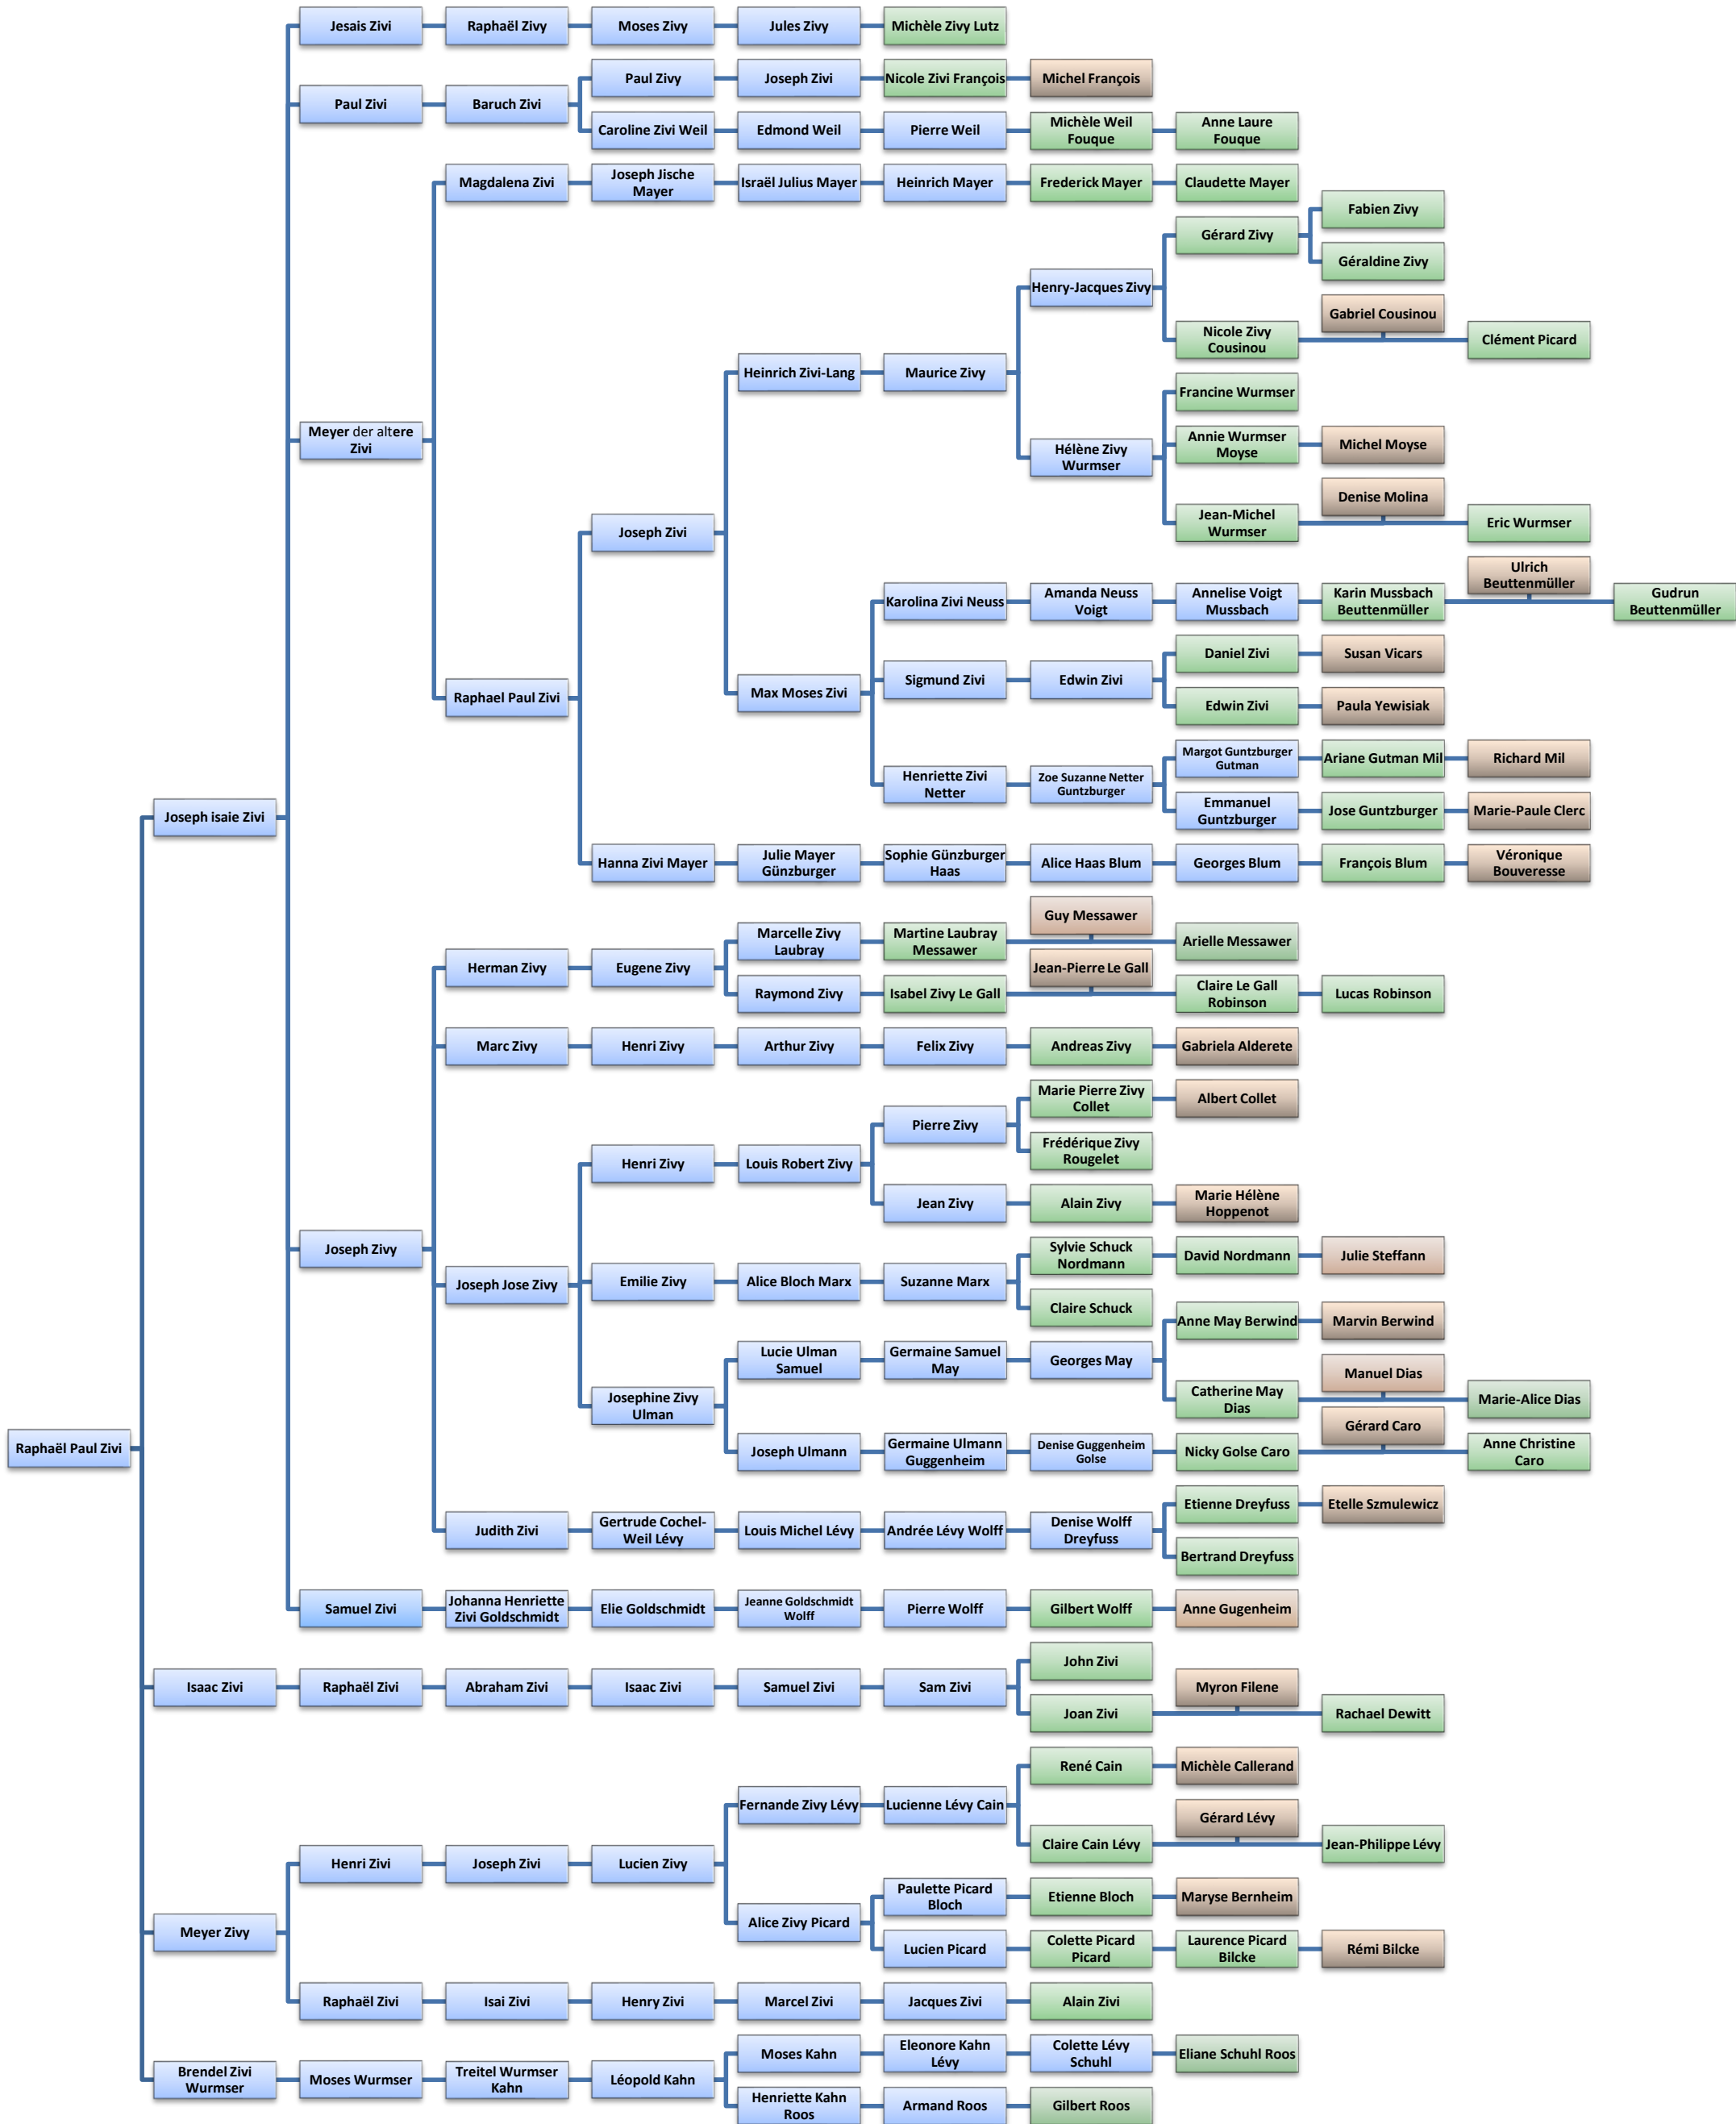 Jesais Zivi
Raphaël Zivy
Moses Zivy
Jules Zivy
Michèle Zivy Lutz
Paul Zivy
Joseph Zivi
Nicole Zivi François
Michel François
Paul Zivi
Baruch Zivi
Caroline Zivi Weil
Edmond Weil
Pierre Weil
Michèle Weil
Fouque
Anne Laure
Fouque
Magdalena Zivi
Joseph Jische
Mayer
Israël Julius Mayer
Heinrich Mayer
Frederick Mayer
Claudette Mayer
Fabien Zivy
Gérard Zivy
Géraldine Zivy
Henry-Jacques Zivy
Gabriel Cousinou
Nicole Zivy
Cousinou
Clément Picard
Heinrich Zivi-Lang
Maurice Zivy
Francine Wurmser
Meyer der altere
Zivi
Annie Wurmser
Moyse
Michel Moyse
Hélène Zivy
Wurmser
Denise Molina
Jean-Michel
Wurmser
Eric Wurmser
Joseph Zivi
Ulrich
Beuttenmüller
Karolina Zivi Neuss
Amanda Neuss
Voigt
Annelise Voigt
Mussbach
Karin Mussbach
Beuttenmüller
Gudrun
Beuttenmüller
Daniel Zivi
Susan Vicars
Sigmund Zivi
Edwin Zivi
Raphael Paul Zivi
Max Moses Zivi
Edwin Zivi
Paula Yewisiak
Margot Guntzburger
Gutman
Ariane Gutman Mil
Richard Mil
Henriette Zivi
Netter
Zoe Suzanne Netter
Guntzburger
Emmanuel
Guntzburger
Jose Guntzburger
Marie-Paule Clerc
Joseph isaie Zivi
Hanna Zivi Mayer
Julie Mayer
Günzburger
Sophie Günzburger
Haas
Alice Haas Blum
Georges Blum
François Blum
Véronique
Bouveresse
Guy Messawer
Marcelle Zivy
Laubray
Martine Laubray
Messawer
Arielle Messawer
Herman Zivy
Eugene Zivy
Jean-Pierre Le Gall
Raymond Zivy
Isabel Zivy Le Gall
Claire Le Gall
Robinson
Lucas Robinson
Marc Zivy
Henri Zivy
Arthur Zivy
Felix Zivy
Andreas Zivy
Gabriela Alderete
Marie Pierre Zivy
Collet
Albert Collet
Pierre Zivy
Frédérique Zivy
Rougelet
Henri Zivy
Louis Robert Zivy
Jean Zivy
Alain Zivy
Marie Hélène
Hoppenot
Joseph Zivy
Sylvie Schuck
Nordmann
David Nordmann
Julie Steffann
Joseph Jose Zivy
Emilie Zivy
Alice Bloch Marx
Suzanne Marx
Claire Schuck
Anne May Berwind
Marvin Berwind
Lucie Ulman
Samuel
Germaine Samuel
May
Georges May
Manuel Dias
Josephine Zivy
Ulman
Catherine May
Dias
Marie-Alice Dias
Gérard Caro
Raphaël Paul Zivi
Joseph Ulmann
Germaine Ulmann
Guggenheim
Denise Guggenheim
Golse
Nicky Golse Caro
Anne Christine
Caro
Etienne Dreyfuss
Etelle Szmulewicz
Judith Zivi
Gertrude Cochel-
Weil Lévy
Louis Michel Lévy
Andrée Lévy Wolff
Denise Wolff
Dreyfuss
Bertrand Dreyfuss
Samuel Zivi
Johanna Henriette
Zivi Goldschmidt
Elie Goldschmidt
Jeanne Goldschmidt
Wolff
Pierre Wolff
Gilbert Wolff
Anne Gugenheim
John Zivi
Isaac Zivi
Raphaël Zivi
Abraham Zivi
Isaac Zivi
Samuel Zivi
Sam Zivi
Myron Filene
Joan Zivi
Rachael Dewitt
René Cain
Michèle Callerand
Fernande Zivy Lévy
Lucienne Lévy Cain
Gérard Lévy
Claire Cain Lévy
Jean-Philippe Lévy
Henri Zivi
Joseph Zivi
Lucien Zivy
Paulette Picard
Bloch
Etienne Bloch
Maryse Bernheim
Meyer Zivy
Alice Zivy Picard
Lucien Picard
Colette Picard
Picard
Laurence Picard
Bilcke
Rémi Bilcke
Raphaël Zivi
Isai Zivi
Henry Zivi
Marcel Zivi
Jacques Zivi
Alain Zivi
Moses Kahn
Eleonore Kahn
Lévy
Colette Lévy
Schuhl
Eliane Schuhl Roos
Brendel Zivi
Wurmser
Moses Wurmser
Treitel Wurmser
Kahn
Léopold Kahn
Henriette Kahn
Roos
Armand Roos
Gilbert Roos